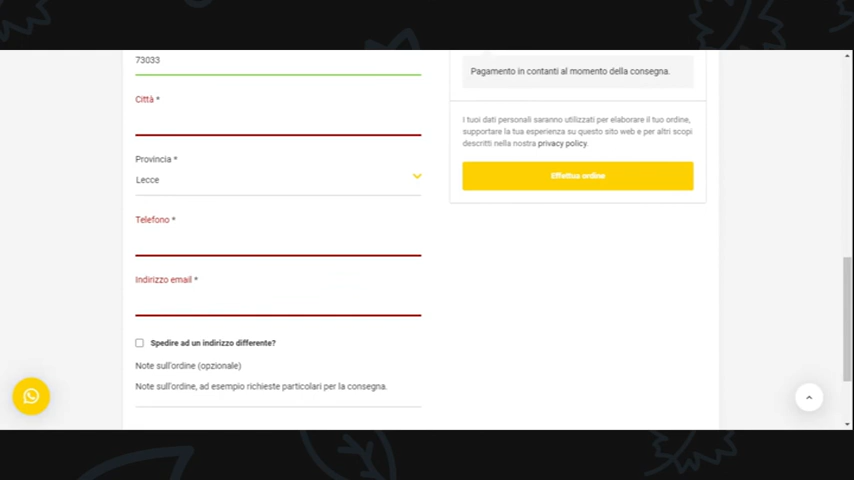 73033
Città *
Provincia *
Lecce
Telefono *
Indirizzo email *
Spedire ad un indirizzo differente?
Note sull'ordine (opzionale)
Note sull'ordine, ad esempio richieste particolari per la consegna.
Pagamento in contanti al momento della consegna.
I tuoi dati personali saranno utilizzati per elaborare il tuo ordine,
supportare la tua esperienza su questo sito web e per altri scopi
descritti nella nostra privacy policy.
Effettua ordine